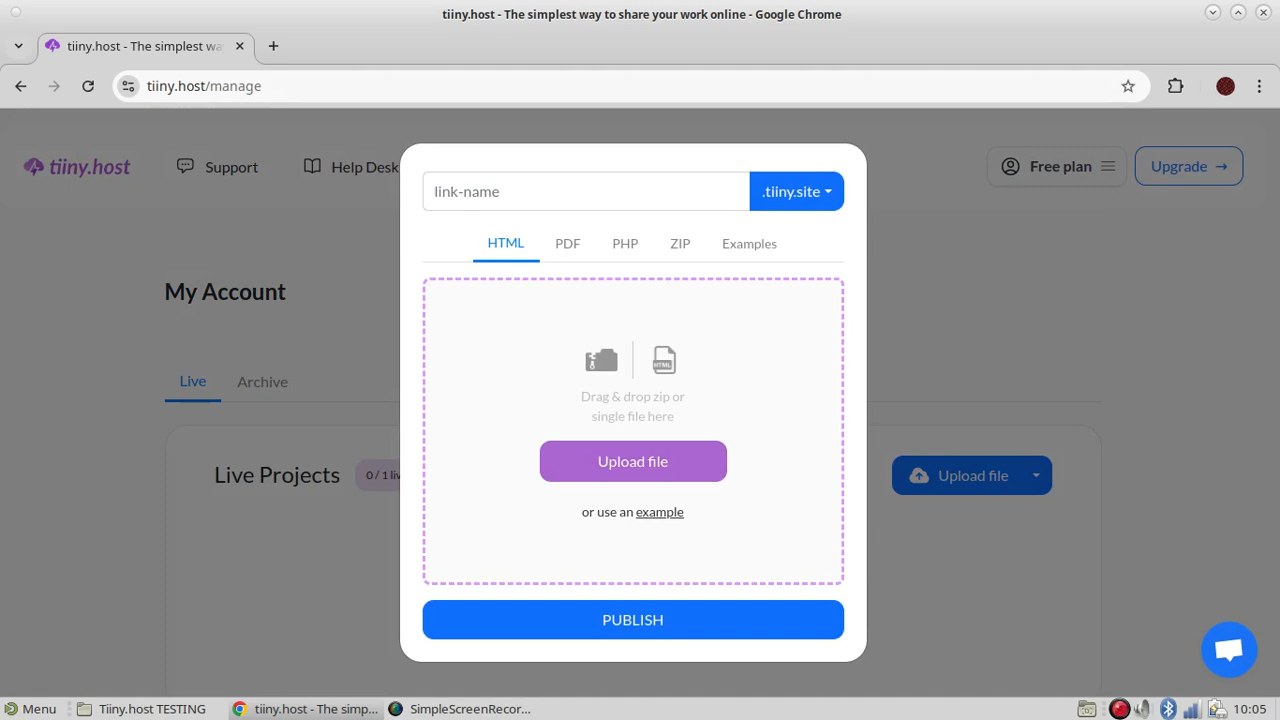 tiiny.host - The simplest way to share your work online - Google Chrome
tiiny.host - The simplest wa
tiiny.host/manage
tiiny.host
Support
Help Desk
Free plan
Upgrade →
link-name
.tiiny.site
HTML
PDF
PHP
ZIP
Examples
My Account
Live
Archive
HTML
Drag & drop zip or
single file here
Upload file
or use an example
Live Projects
0 / 1 liv
Upload file
PUBLISH
Menu
Tiiny.host TESTING
tiiny.host - The simp...
SimpleScreenRecor...
10:05